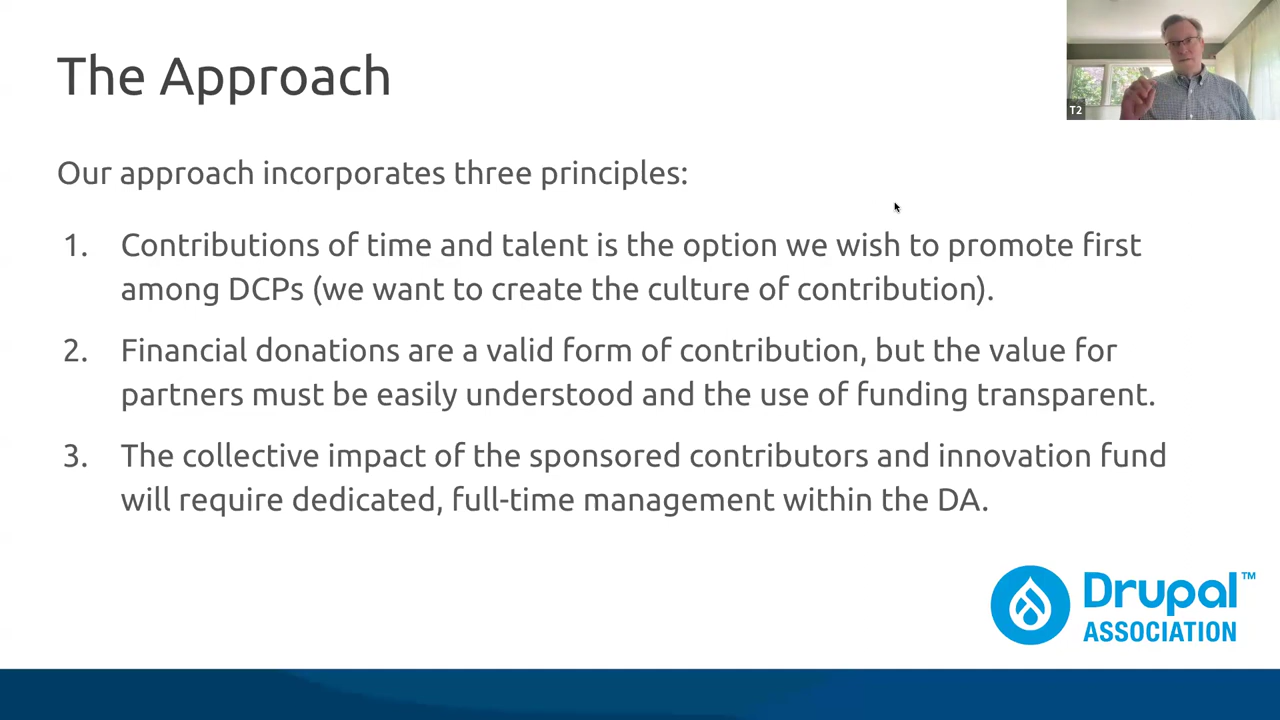 The Approach
T2
Our approach incorporates three principles:
1. Contributions of time and talent is the option we wish to promote first
among DCPs (we want to create the culture of contribution).
2. Financial donations are a valid form of contribution, but the value for
partners must be easily understood and the use of funding transparent.
3. The collective impact of the sponsored contributors and innovation fund
will require dedicated, full-time management within the DA.
Drupal™
ASSOCIATION